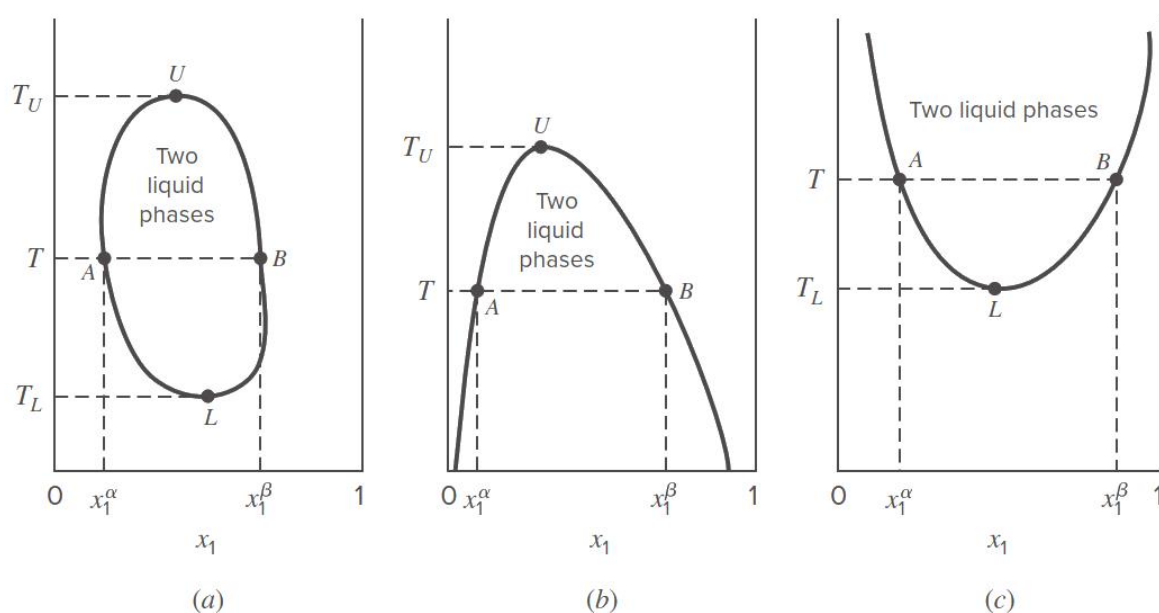 U
T_U
Two
liquid
phases
T
A
B
T_L
L
0
x_1^α
x_1^β
1
x_1
(a)
U
T_U
Two
liquid
phases
T
A
B
0
x_1^α
x_1^β
1
x_1
(b)
Two liquid phases
A
B
T
T_L
L
0
x_1^α
x_1^β
1
x_1
(c)